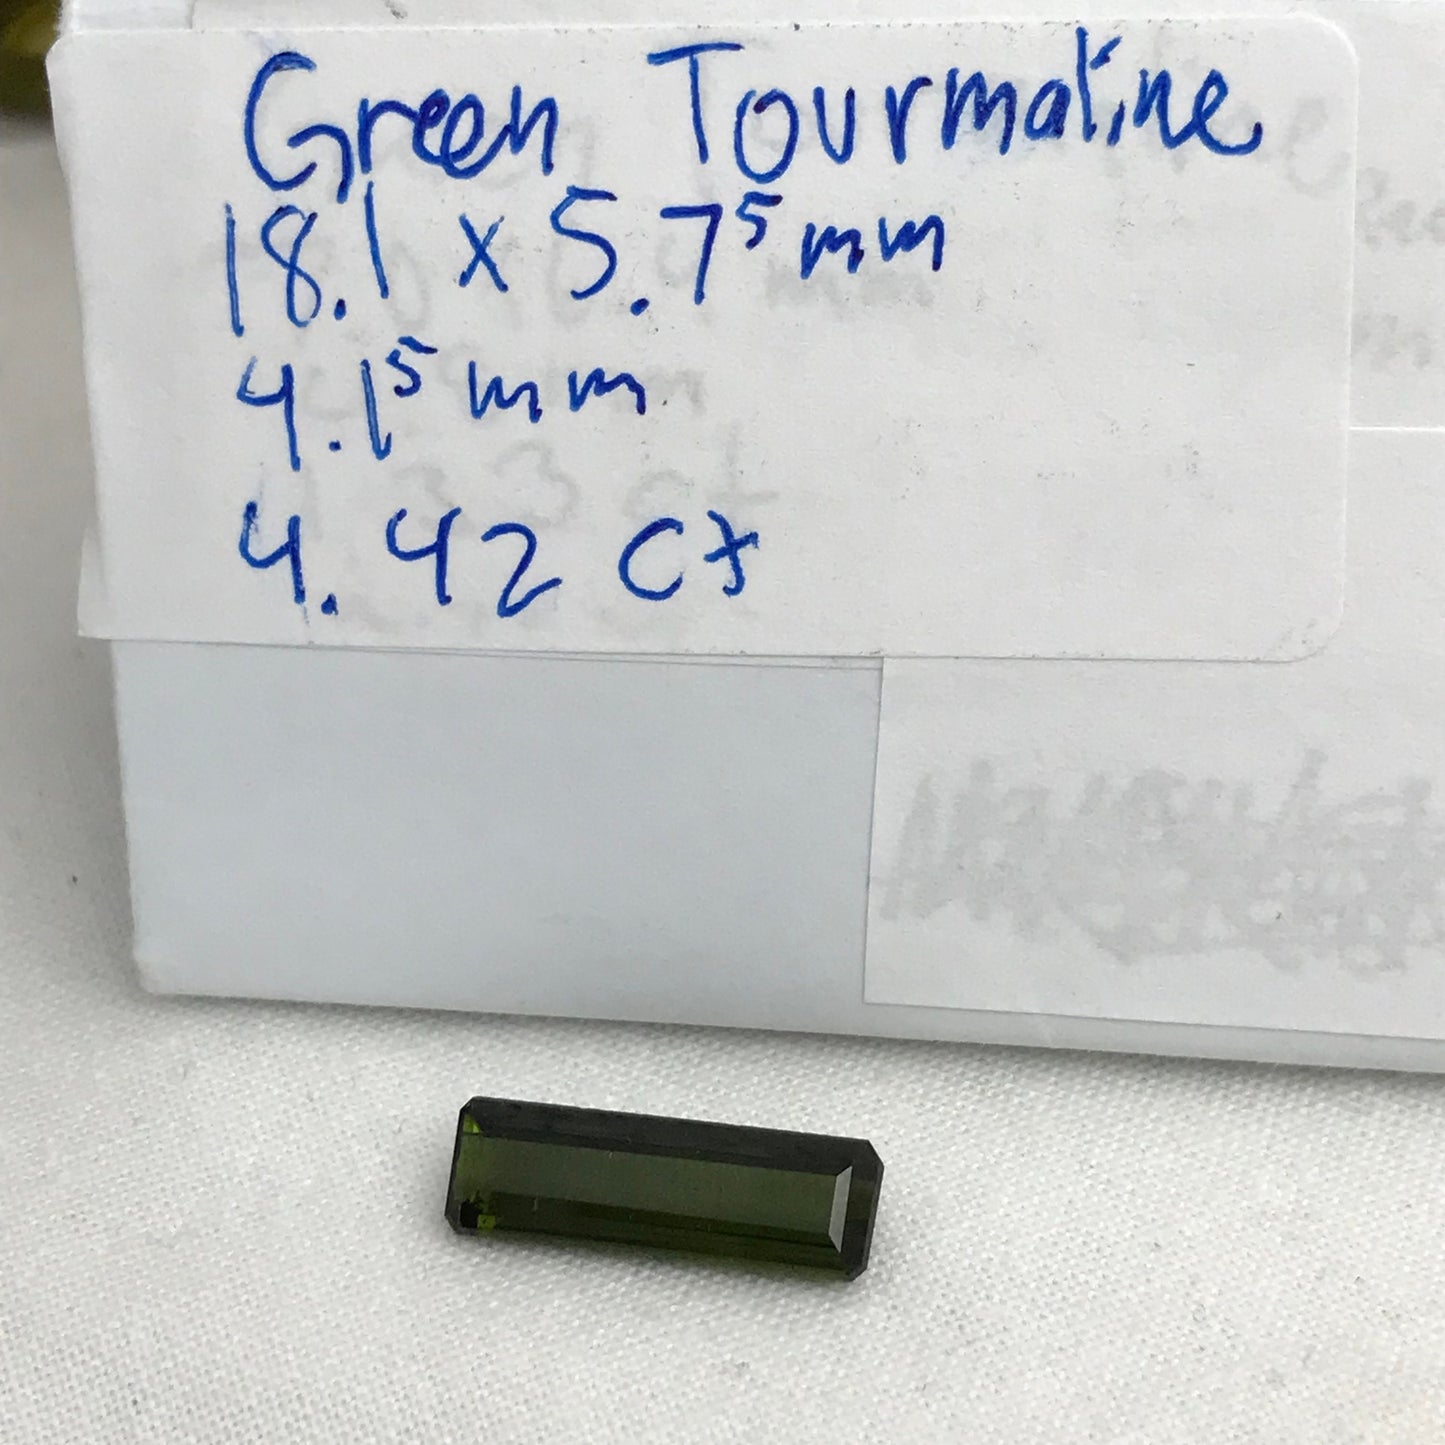 Green Tourmaline
18.1 x 5.7⁵ mm
4.1⁵ mm
4.42 ct